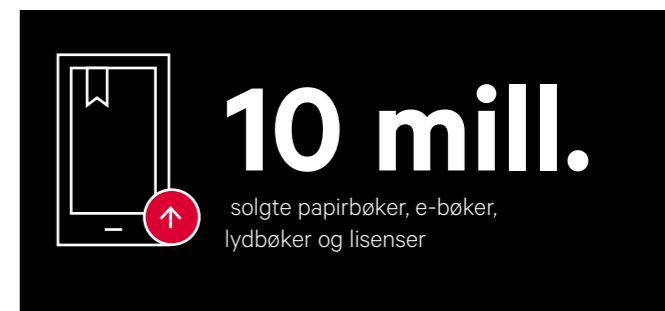 10 mill.
solgte papirbøker, e-bøker,
lydbøker og lisenser